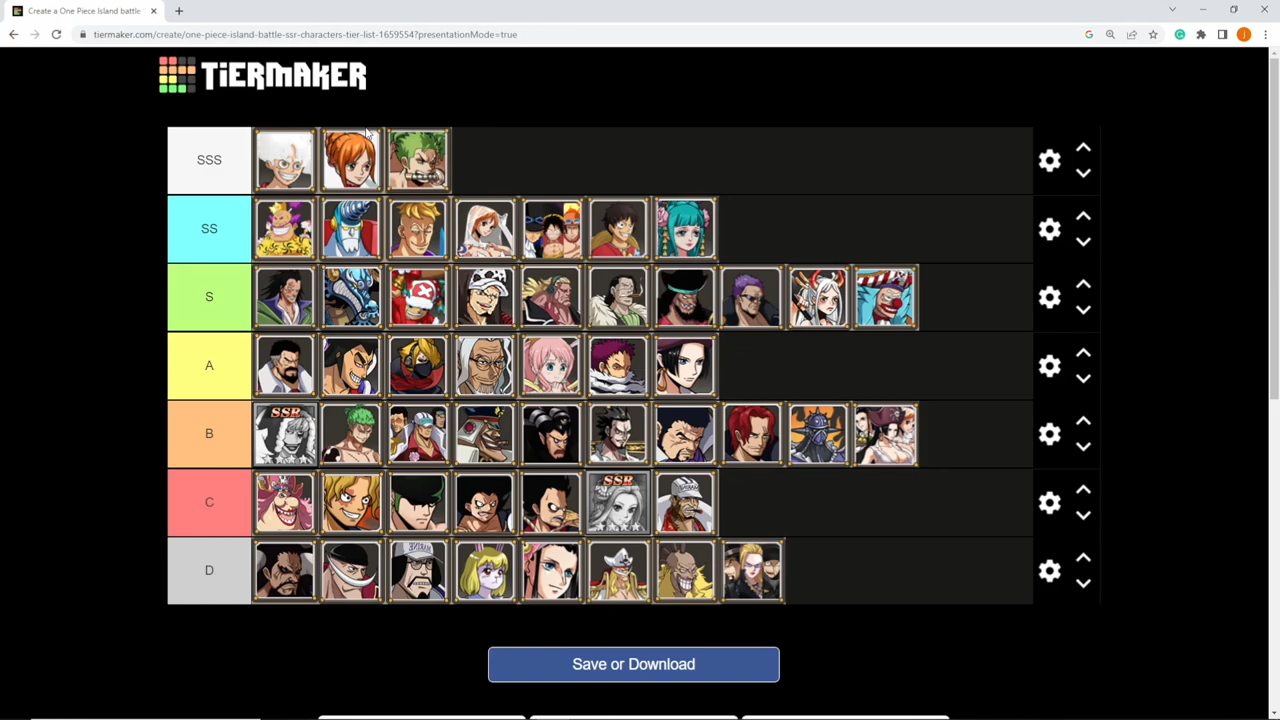 Create a One Piece Island battle
tiermaker.com/create/one-piece-island-battle-ssr-characters-tier-list-1659554?presentationMode=true
TiERMAKER
SSS
SS
S
A
B
SSR
C
SSR
D
Save or Download